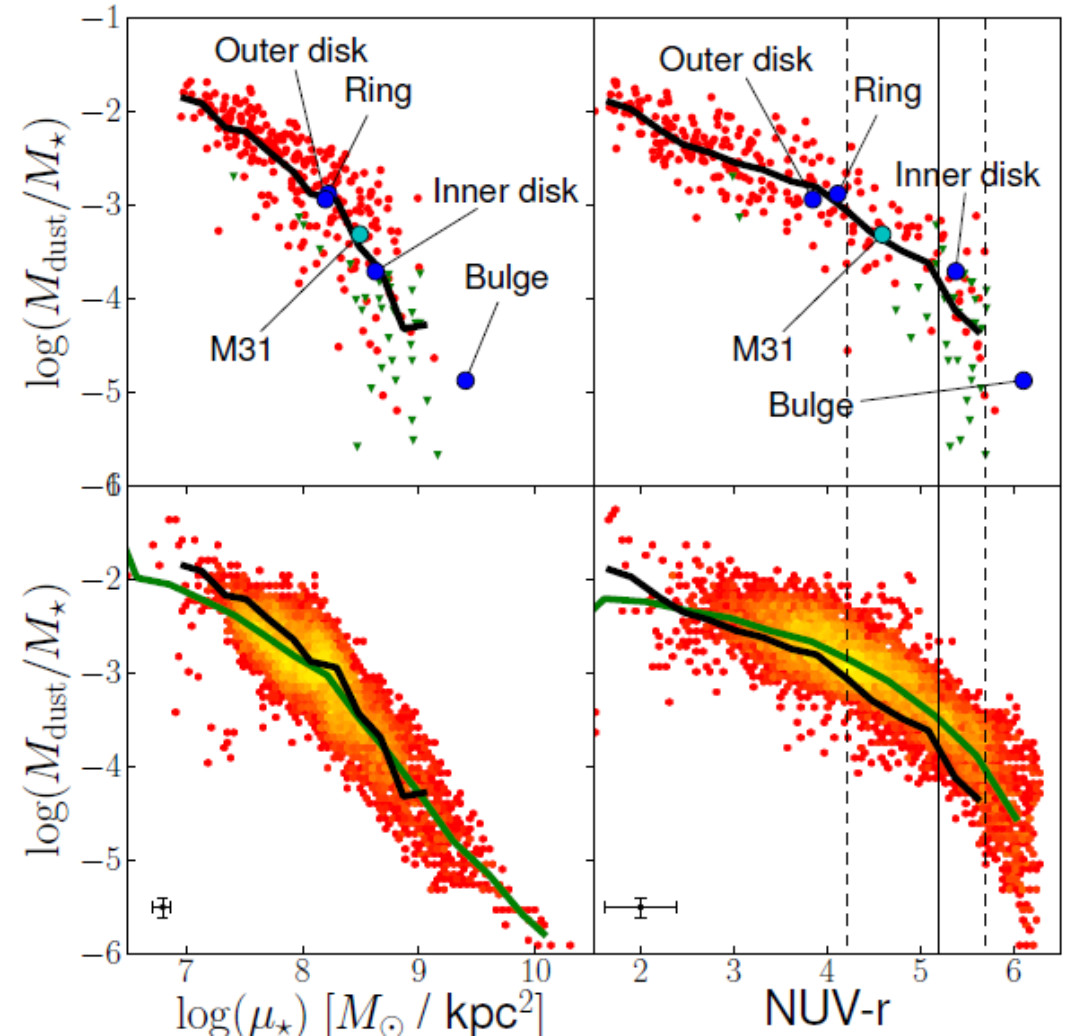 −1
Outer disk
Outer disk
Ring
Ring
−2
Inner disk
Inner disk
−3
log(M_dust/M_⋆)
Bulge
−4
M31
M31
Bulge
−5
−6
−2
−3
log(M_dust/M_⋆)
−4
−5
−6
7 8 9 10
2 3 4 5 6
log(μ_⋆) [M_⊙ / kpc²]
NUV-r